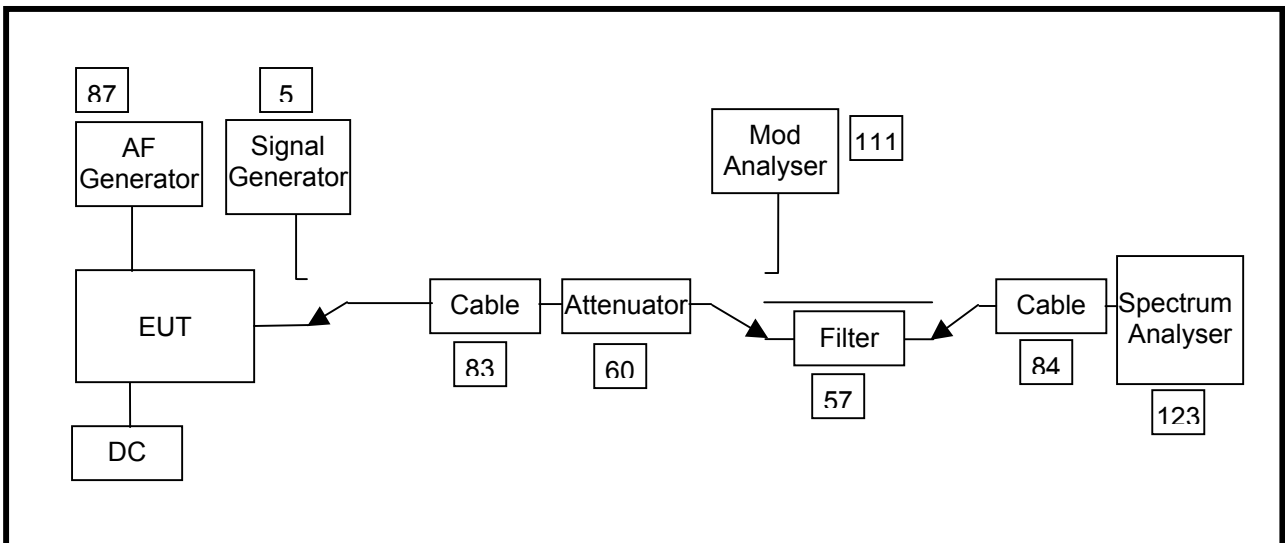 87
5
AF
Generator
Signal
Generator
Mod
Analyser
111
EUT
Cable
Attenuator
Filter
Cable
Spectrum
Analyser
83
60
57
84
123
DC